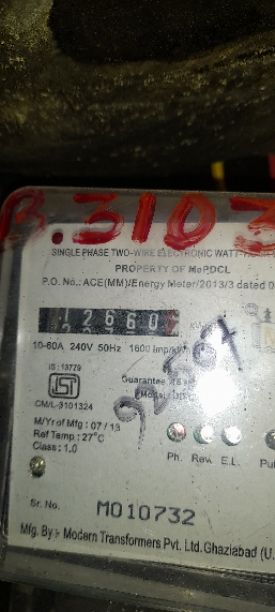 B.3103
SINGLE PHASE TWO-WIRE ELECTRONIC WATT
PROPERTY OF MePDCL
P.O. No.: ACE(MM)/Energy Meter/2013/3 dated
12660
10-60A 240V 50Hz 1600 imp/k
IS:13779
ISI
CM/L-3101324
Guarantee
M/Yr of Mfg : 07 / 13
Ref Temp : 27°C
Class : 1.0
Ph. Rev. E.L.
Sr. No. M010732
Mfg. By :- Modern Transformers Pvt. Ltd. Ghaziabad (U.